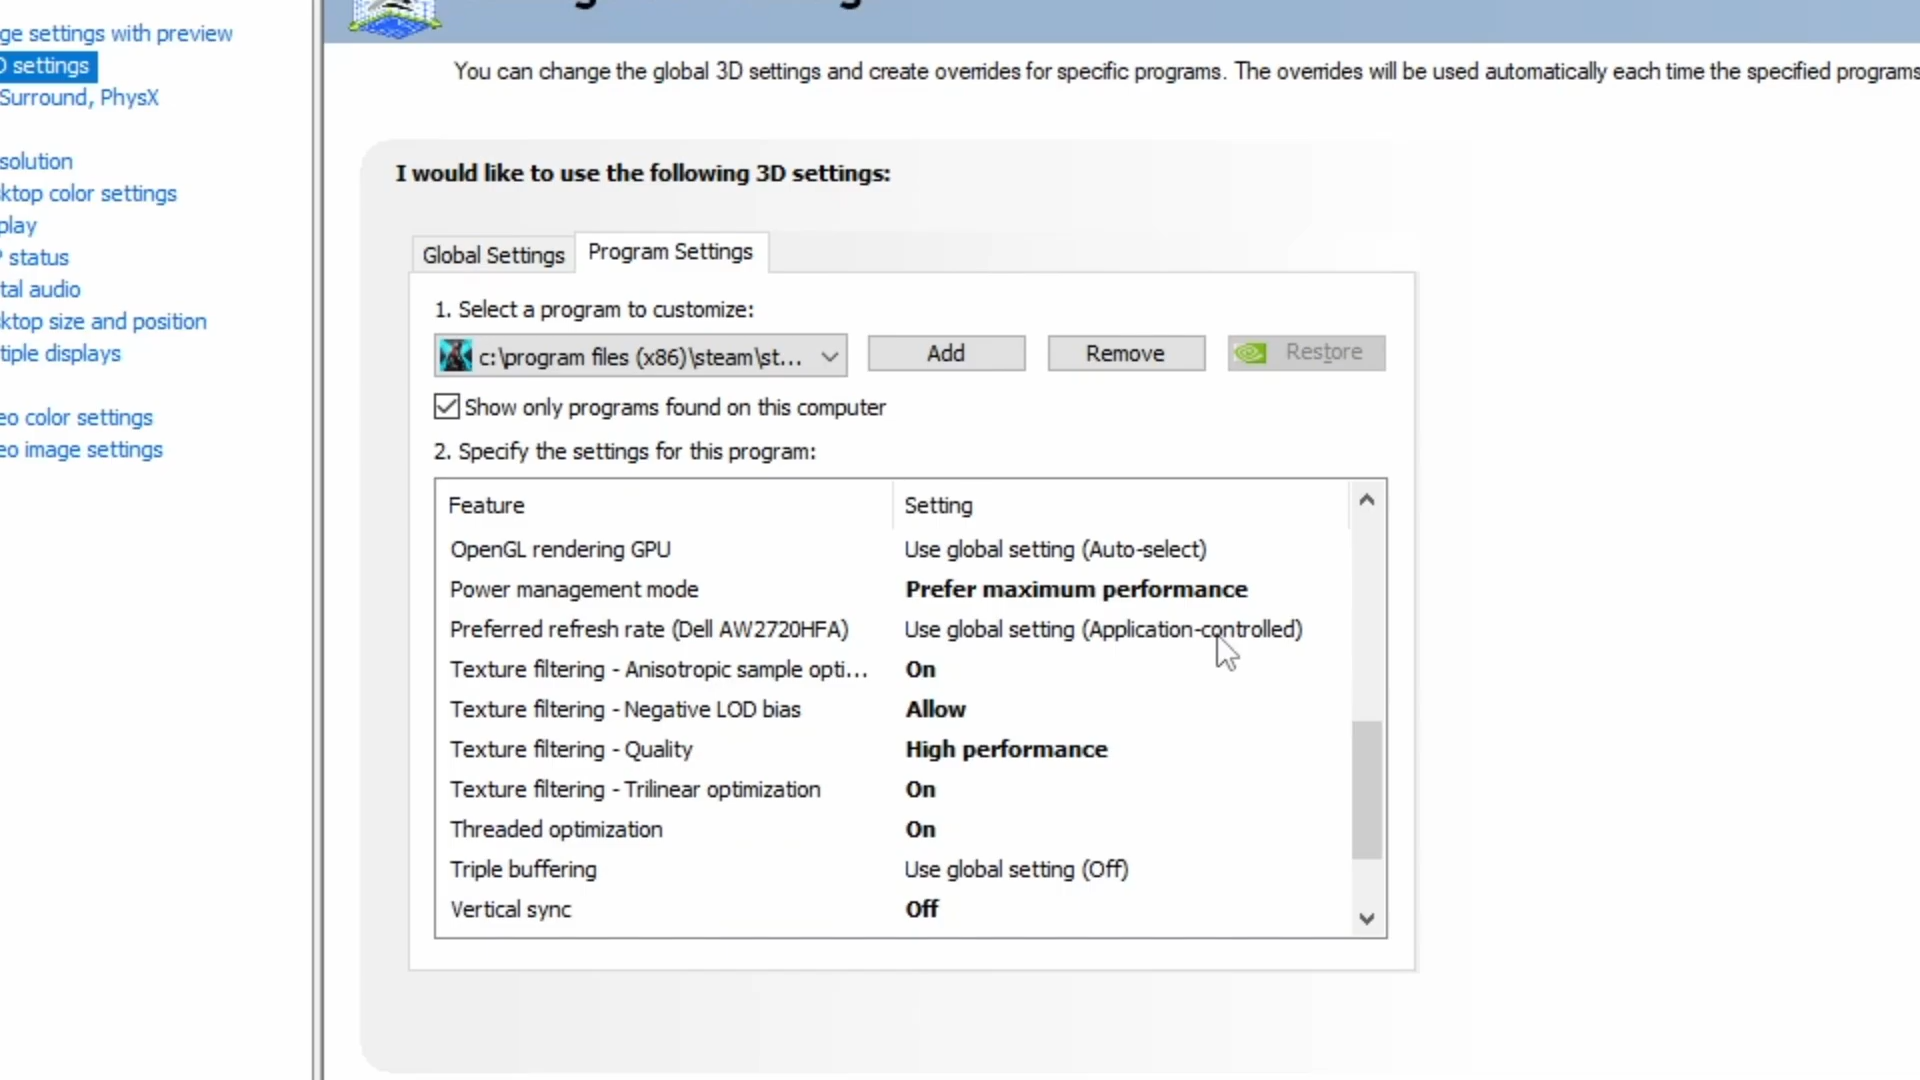 ge settings with preview
D settings
Surround, PhysX
solution
ktop color settings
play
P status
tal audio
ktop size and position
tiple displays
eo color settings
eo image settings
You can change the global 3D settings and create overrides for specific programs. The overrides will be used automatically each time the specified programs
I would like to use the following 3D settings:
Global Settings
Program Settings
1. Select a program to customize:
c:\program files (x86)\steam\st...
Add
Remove
Restore
Show only programs found on this computer
2. Specify the settings for this program:
Feature Setting
OpenGL rendering GPU Use global setting (Auto-select)
Power management mode Prefer maximum performance
Preferred refresh rate (Dell AW2720HFA) Use global setting (Application-controlled)
Texture filtering - Anisotropic sample opti... On
Texture filtering - Negative LOD bias Allow
Texture filtering - Quality High performance
Texture filtering - Trilinear optimization On
Threaded optimization On
Triple buffering Use global setting (Off)
Vertical sync Off